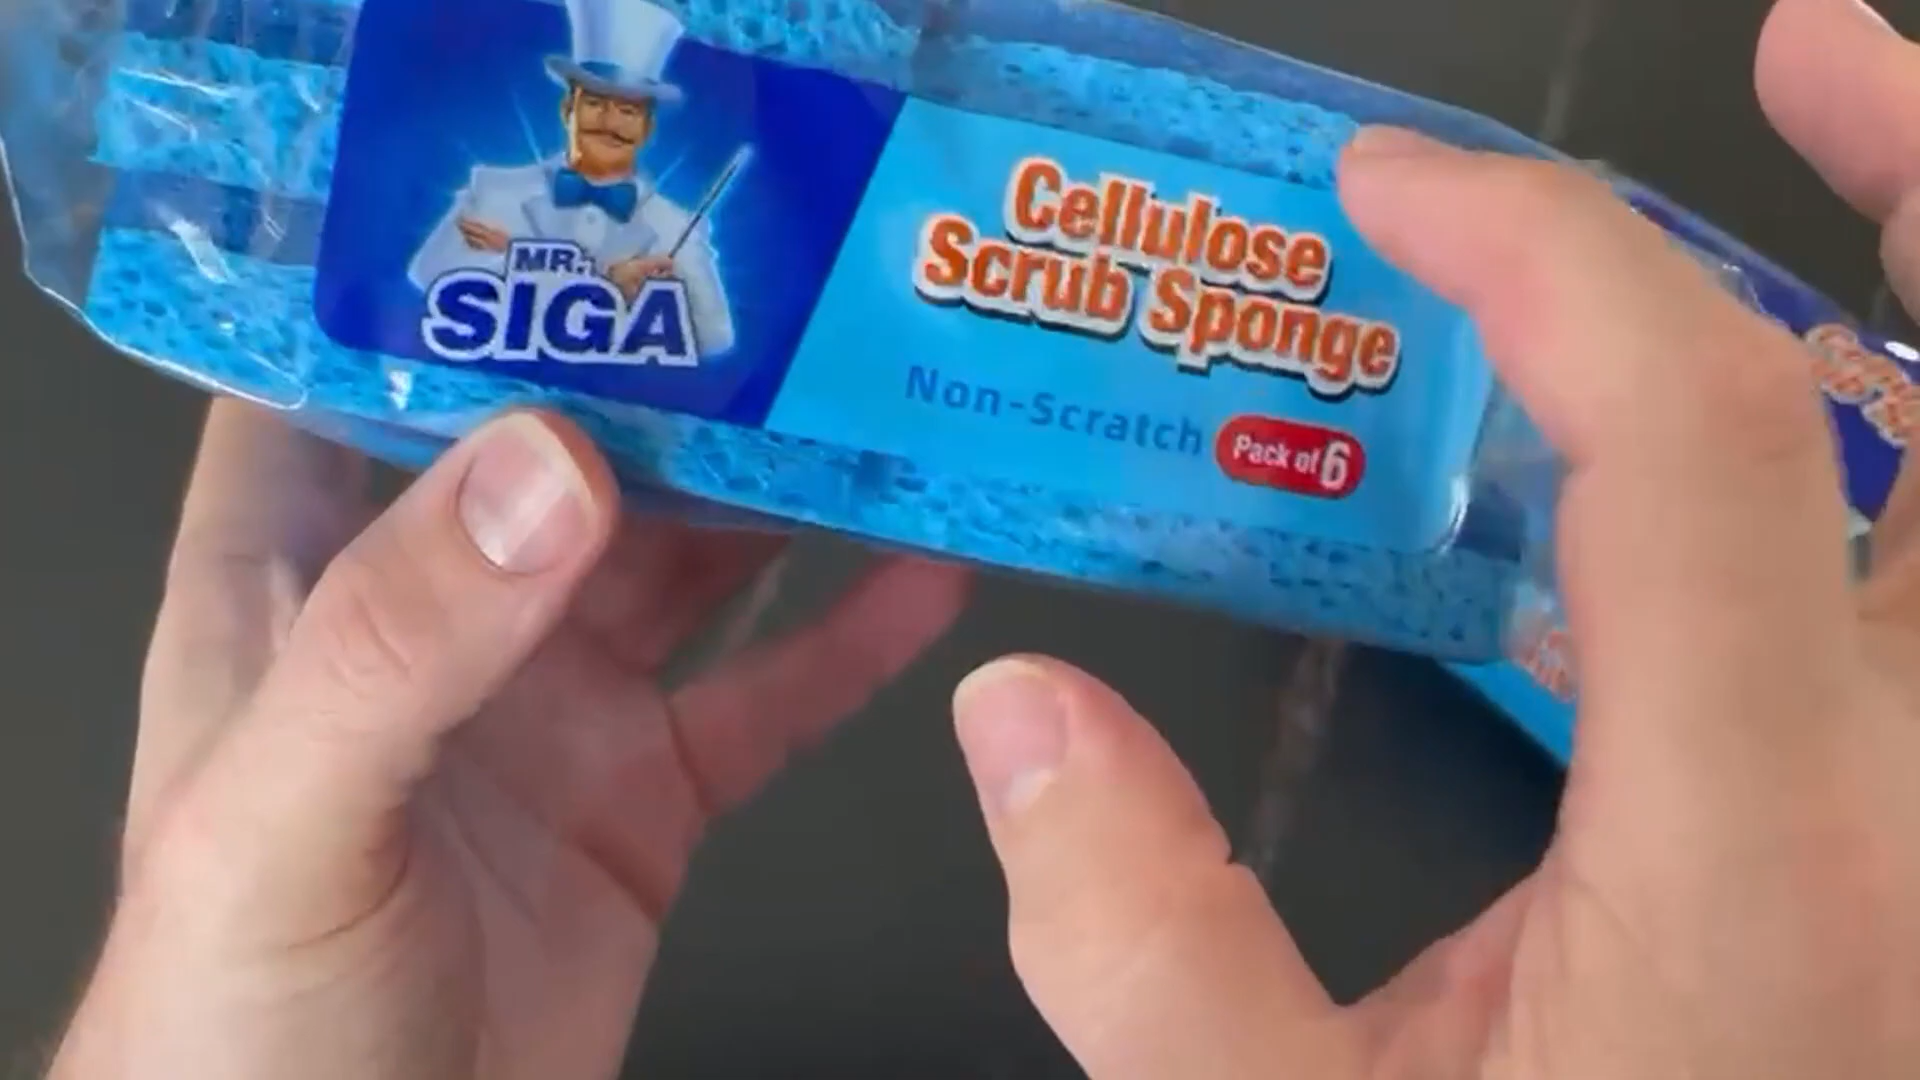 MR.
SIGA
Cellulose
Scrub Sponge
Non-Scratch
Pack of 6